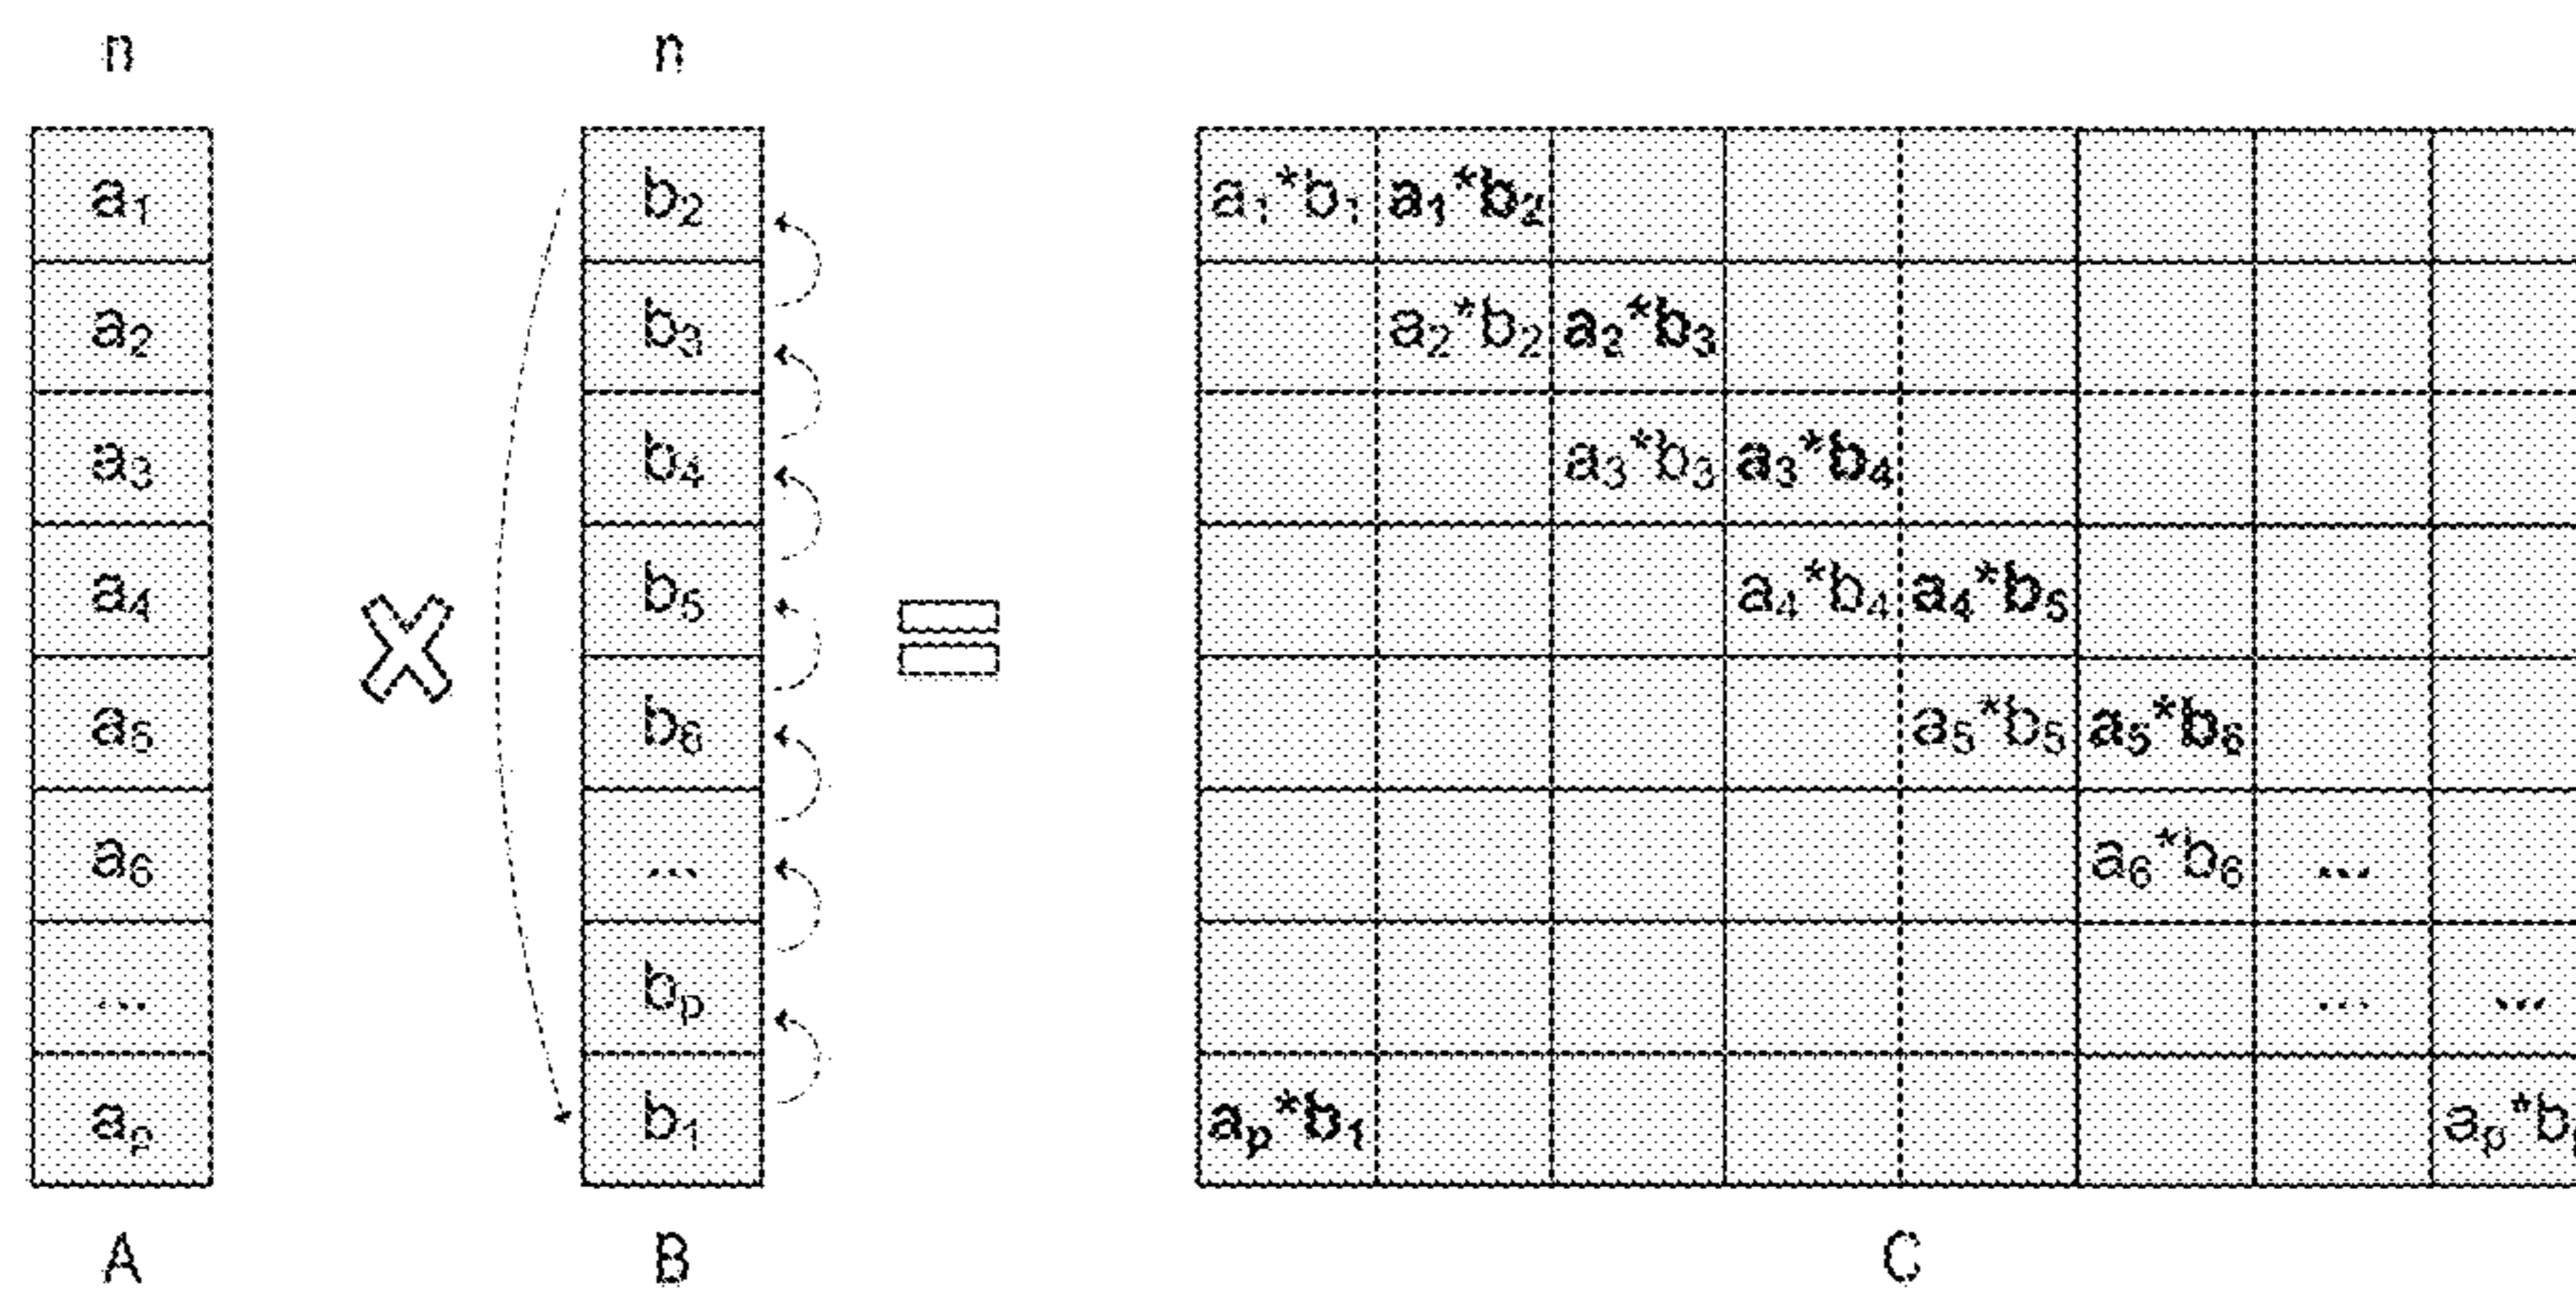 n n
a₁ b₂ a₁*b₁ a₁*b₂
a₂ b₃ a₂*b₂ a₂*b₃
a₃ b₄ a₃*b₃ a₃*b₄
a₄ b₅ a₄*b₄ a₄*b₅
a₅ b₆ a₅*b₅ a₅*b₆
a₆ ... a₆*b₆ ...
... bₚ ... ...
aₚ b₁ aₚ*b₁ aₚ*b
A B C